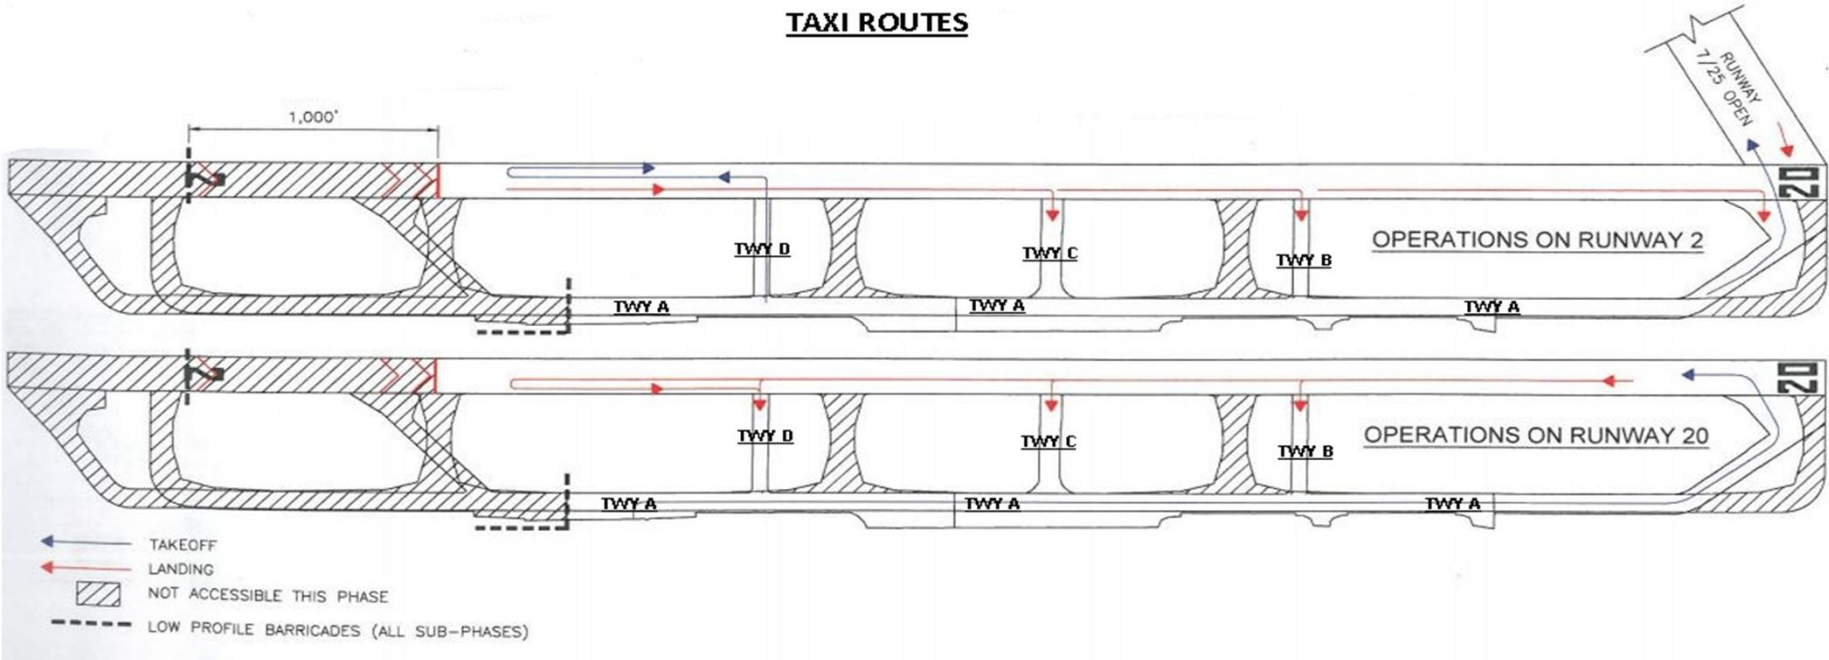 TAXI ROUTES
RUNWAY
7/25 OPEN
1,000'
2
20
TWY D
TWY C
TWY B
OPERATIONS ON RUNWAY 2
TWY A
TWY A
TWY A
2
20
TWY D
TWY C
TWY B
OPERATIONS ON RUNWAY 20
TWY A
TWY A
TWY A
TAKEOFF
LANDING
NOT ACCESSIBLE THIS PHASE
LOW PROFILE BARRICADES (ALL SUB-PHASES)